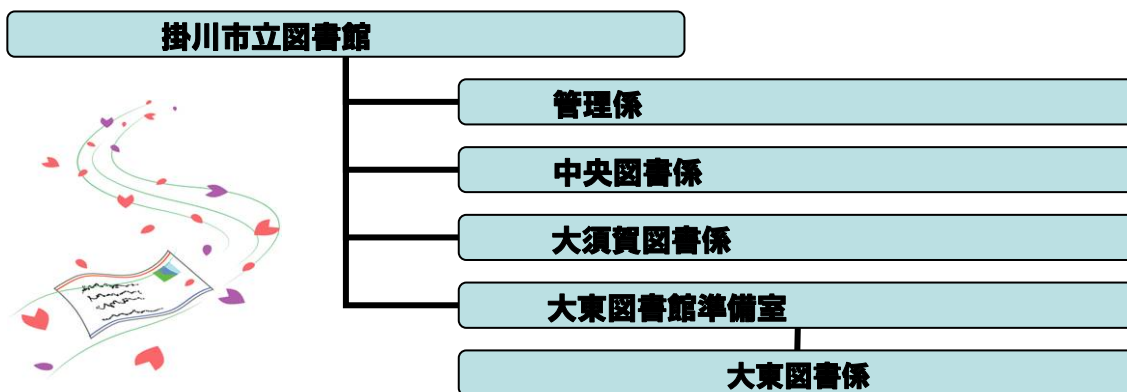 掛川市立図書館
管理係
中央図書係
大須賀図書係
大東図書館準備室
大東図書係